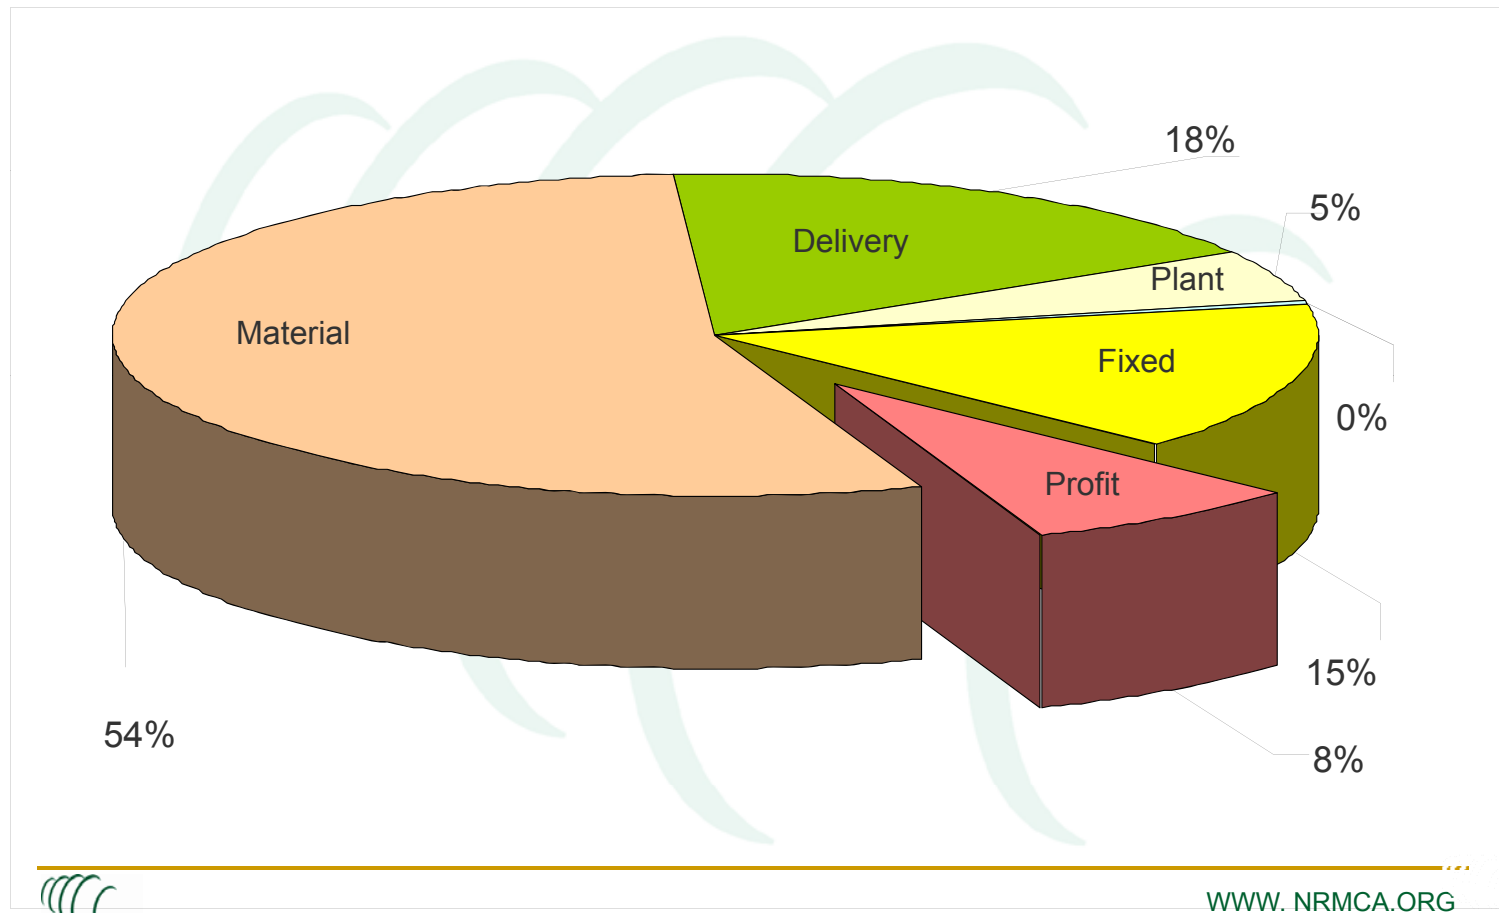 18%
5%
Delivery
Plant
Material
Fixed
0%
Profit
15%
54%
8%
WWW. NRMCA.ORG